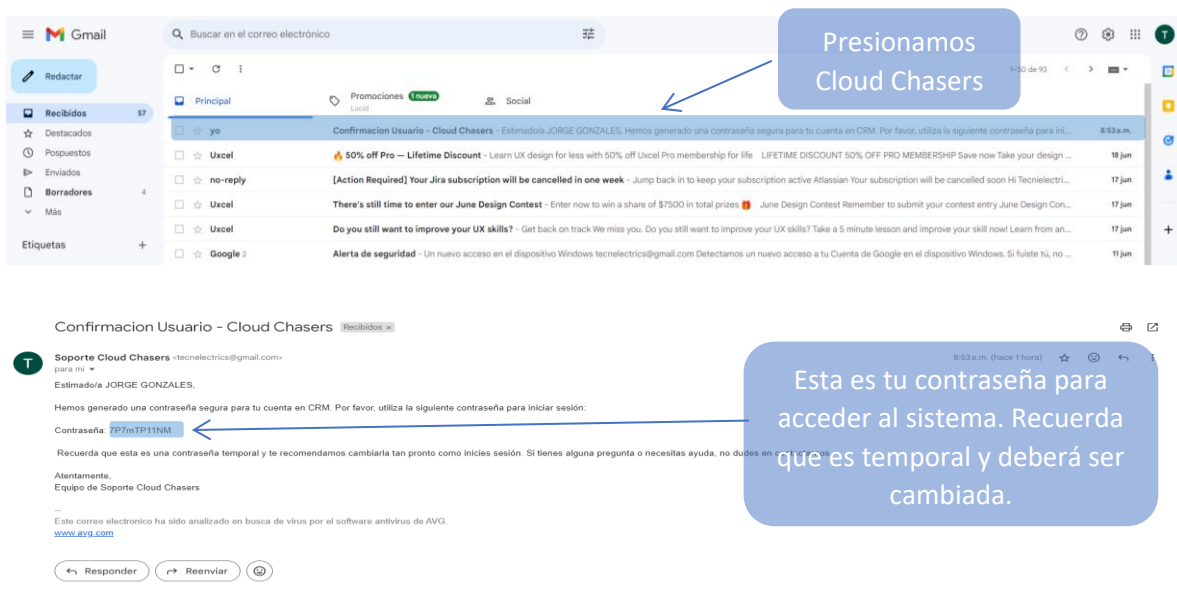 Gmail
Buscar en el correo electrónico
Presionamos
Cloud Chasers
Redactar
1–50 de 93
Recibidos 57
Destacados
Pospuestos
Enviados
Borradores 4
Más
Etiquetas
Principal
Promociones 1 nueva
Lucid
Social
yo Confirmacion Usuario - Cloud Chasers - Estimado/a JORGE GONZALES, Hemos generado una contraseña segura para tu cuenta en CRM. Por favor, utiliza la siguiente contraseña para ini... 8:53 a.m.
Uxcel 🔥 50% off Pro — Lifetime Discount - Learn UX design for less with 50% off Uxcel Pro membership for life LIFETIME DISCOUNT 50% OFF PRO MEMBERSHIP Save now Take your design ... 18 jun
no-reply [Action Required] Your Jira subscription will be cancelled in one week - Jump back in to keep your subscription active Atlassian Your subscription will be cancelled soon Hi Tecnielectri... 17 jun
Uxcel There's still time to enter our June Design Contest - Enter now to win a share of $7500 in total prizes 🎁 June Design Contest Remember to submit your contest entry June Design Con... 17 jun
Uxcel Do you still want to improve your UX skills? - Get back on track We miss you. Do you still want to improve your UX skills? Take a 5 minute lesson and improve your skill now! Learn from an... 17 jun
Google 2 Alerta de seguridad - Un nuevo acceso en el dispositivo Windows tecnelectrics@gmail.com Detectamos un nuevo acceso a tu Cuenta de Google en el dispositivo Windows. Si fuiste tú, no ... 11 jun
T
Confirmacion Usuario - Cloud Chasers Recibidos ×
T
Soporte Cloud Chasers <tecnelectrics@gmail.com>
8:53 a.m. (hace 1 hora)
para mí
Estimado/a JORGE GONZALES,
Hemos generado una contraseña segura para tu cuenta en CRM. Por favor, utiliza la siguiente contraseña para iniciar sesión:
Contraseña: 7P7mTP11NM
Recuerda que esta es una contraseña temporal y te recomendamos cambiarla tan pronto como inicies sesión. Si tienes alguna pregunta o necesitas ayuda, no dudes en contactarnos.
Atentamente,
Equipo de Soporte Cloud Chasers
--
Este correo electronico ha sido analizado en busca de virus por el software antivirus de AVG.
www.avg.com
Responder
Reenviar
Esta es tu contraseña para
acceder al sistema. Recuerda
que es temporal y deberá ser
cambiada.